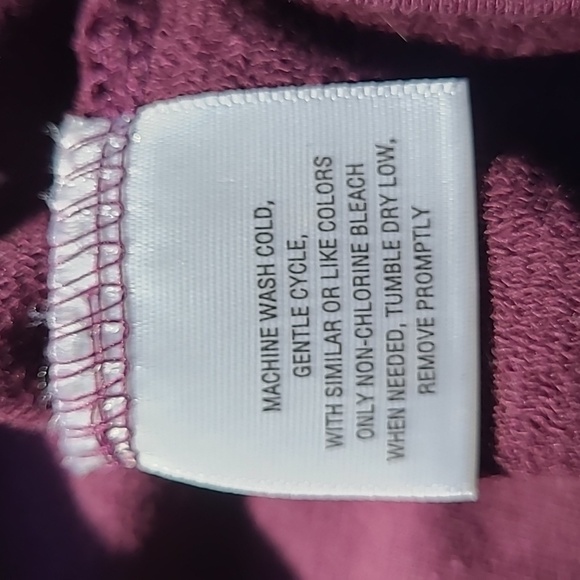 MACHINE WASH COLD,
GENTLE CYCLE,
WITH SIMILAR OR LIKE COLORS
ONLY NON-CHLORINE BLEACH
WHEN NEEDED, TUMBLE DRY LOW,
REMOVE PROMPTLY